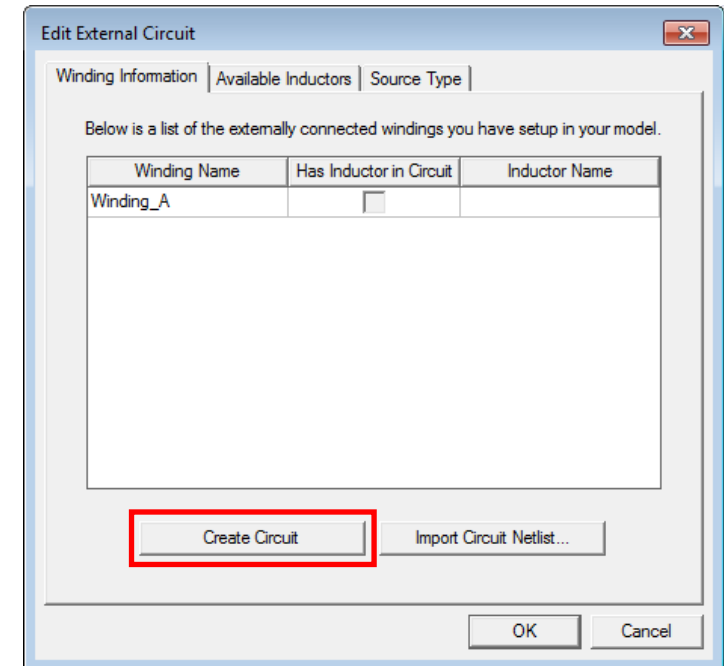 Edit External Circuit
Winding Information Available Inductors Source Type
Below is a list of the externally connected windings you have setup in your model.
Winding Name Has Inductor in Circuit Inductor Name
Winding_A
Create Circuit Import Circuit Netlist...
OK Cancel